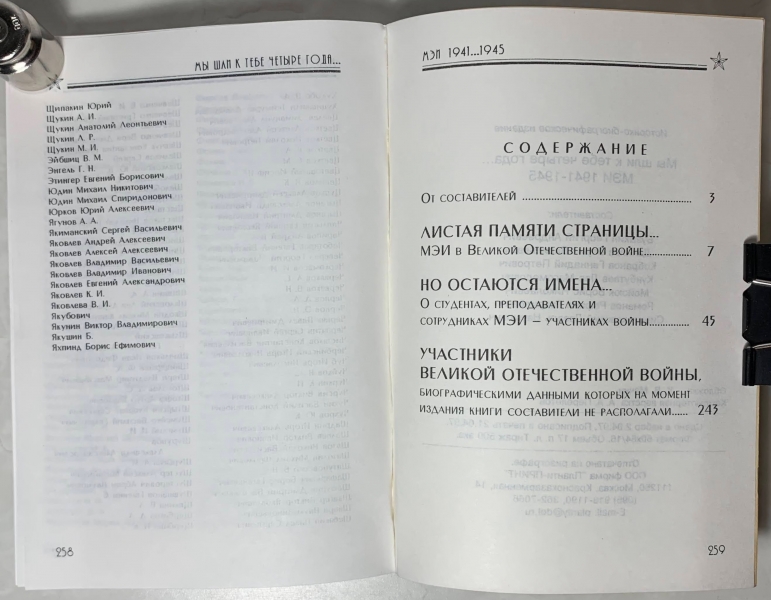 МЫ ШЛИ К ТЕБЕ ЧЕТЫРЕ ГОДА...
Щипакин Юрий
Щукин А. И.
Щукин Анатолий Леонтьевич
Щукин Л. Р.
Щукин М. И.
Эйбшиц В. М.
Энгель Г. Н.
Этингер Евгений Борисович
Юдин Михаил Никитович
Юдин Михаил Спиридонович
Юрков Юрий Алексеевич
Ягунов А. А.
Якиманский Сергей Васильевич
Яковлев Андрей Алексеевич
Яковлев Алексей Алексеевич
Яковлев Владимир Васильевич
Яковлев Владимир Иванович
Яковлев Евгений Александрович
Яковлев К. И.
Яковлева В. И.
Якубович
Якунин Виктор Владимирович
Якушин Б.
Яхпинд Борис Ефимович
258
МЭИ 1941...1945
СОДЕРЖАНИЕ
От составителей ........ 3
ЛИСТАЯ ПАМЯТИ СТРАНИЦЫ...
МЭИ в Великой Отечественной войне........ 7
НО ОСТАЮТСЯ ИМЕНА...
О студентах, преподавателях и
сотрудниках МЭИ – участниках войны........ 45
УЧАСТНИКИ
ВЕЛИКОЙ ОТЕЧЕСТВЕННОЙ ВОЙНЫ,
биографическими данными которых на момент
издания книги составители не располагали...... 243
259